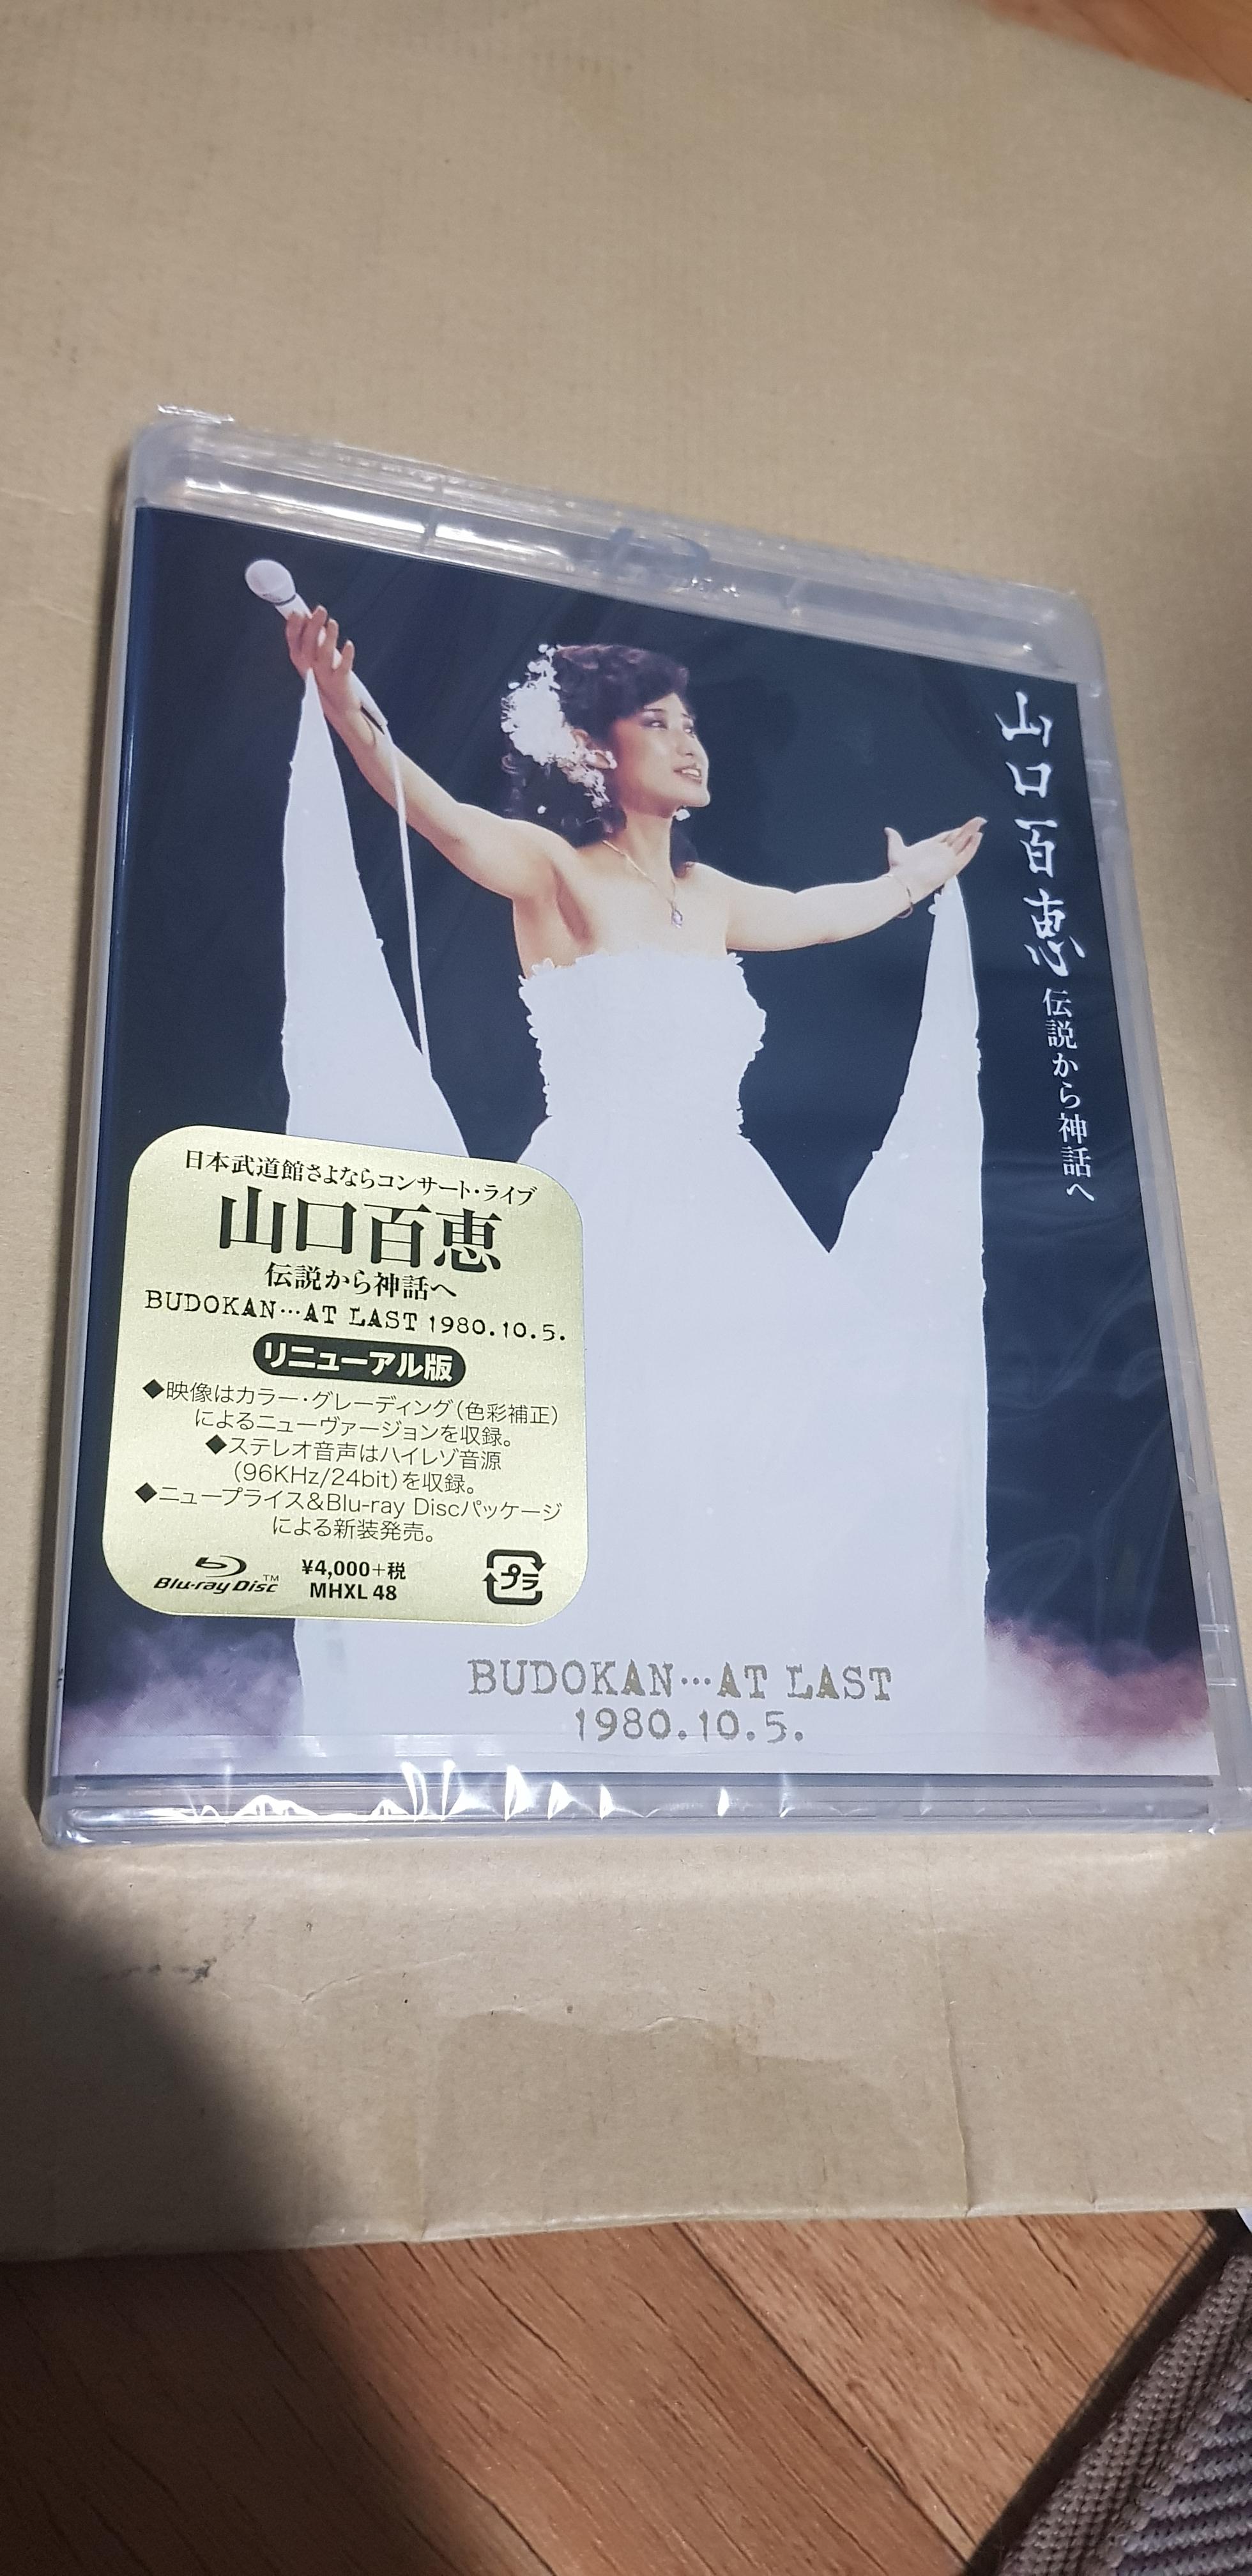 山口百恵 伝説から神話へ
日本武道館さよならコンサート・ライブ
山口百恵
伝説から神話へ
BUDOKAN…AT LAST 1980.10.5.
リニューアル版
◆映像はカラー・グレーディング(色彩補正)
によるニューヴァージョンを収録。
◆ステレオ音声はハイレゾ音源
(96KHz/24bit)を収録。
◆ニュープライス&Blu-ray Discパッケージ
による新装発売。
Blu-ray Disc™
¥4,000+税
MHXL 48
プラ
BUDOKAN…AT LAST
1980.10.5.